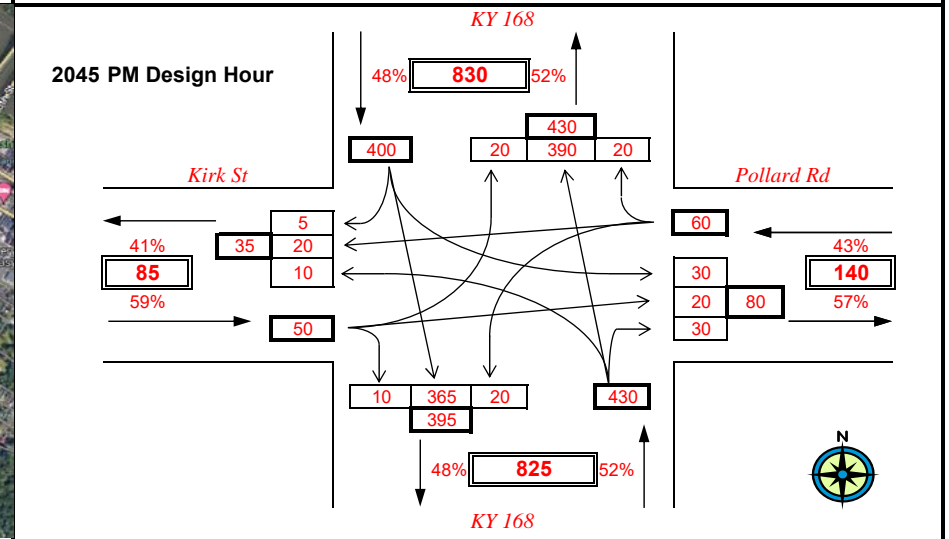 KY 168
2045 PM Design Hour
48% 830 52%
430
400 20 390 20
Kirk St Pollard Rd
5 60
41% 35 20 43%
85 10 30 140
59% 20 80 57%
50 30
10 365 20 430
395
N
48% 825 52%
KY 168